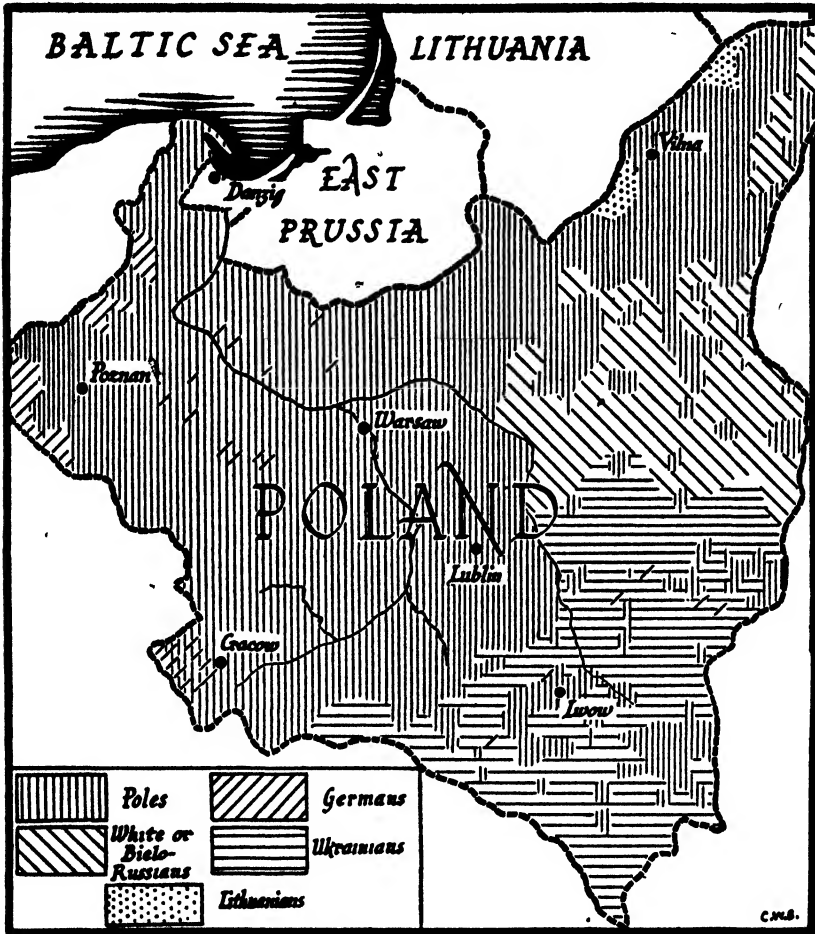 BALTIC SEA
LITHUANIA
Vilna
Danzig
EAST
PRUSSIA
Poznan
Warsaw
POLAND
Lublin
Cracow
Lwow
Poles
Germans
White or
Bielo-
Russians
Ukrainians
Lithuanians
C.M.B.